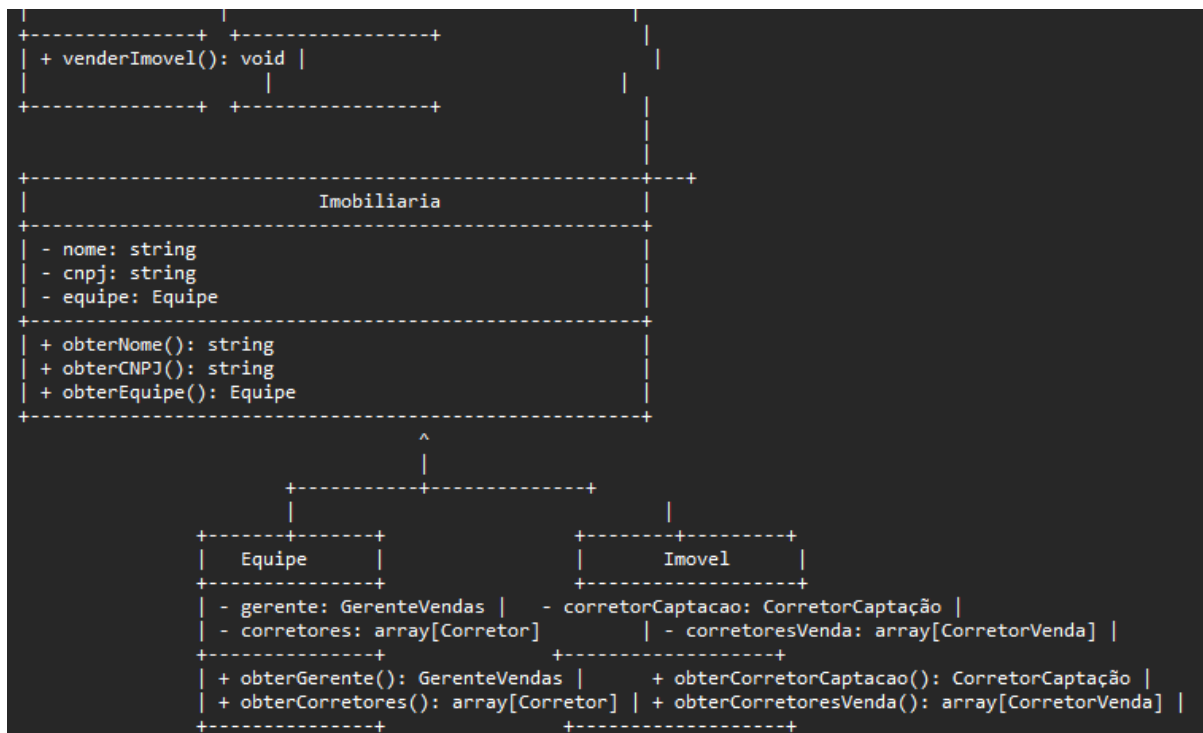 +---------------+ +-----------------+ |
| + venderImovel(): void | |
| | |
+---------------+ +-----------------+ |
|
|
+-----------------------------------------------------+---+
| Imobiliaria |
+-----------------------------------------------------+
| - nome: string |
| - cnpj: string |
| - equipe: Equipe |
+-----------------------------------------------------+
| + obterNome(): string |
| + obterCNPJ(): string |
| + obterEquipe(): Equipe |
+-----------------------------------------------------+
^
|
+-----------+--------------+
| |
+-------+-------+ +--------+---------+
| Equipe | | Imovel |
+---------------+ +-------------------+
| - gerente: GerenteVendas | - corretorCaptacao: CorretorCaptação |
| - corretores: array[Corretor] | - corretoresVenda: array[CorretorVenda] |
+---------------+ +-------------------+
| + obterGerente(): GerenteVendas | + obterCorretorCaptacao(): CorretorCaptação |
| + obterCorretores(): array[Corretor] | + obterCorretoresVenda(): array[CorretorVenda] |
+---------------+ +-------------------+